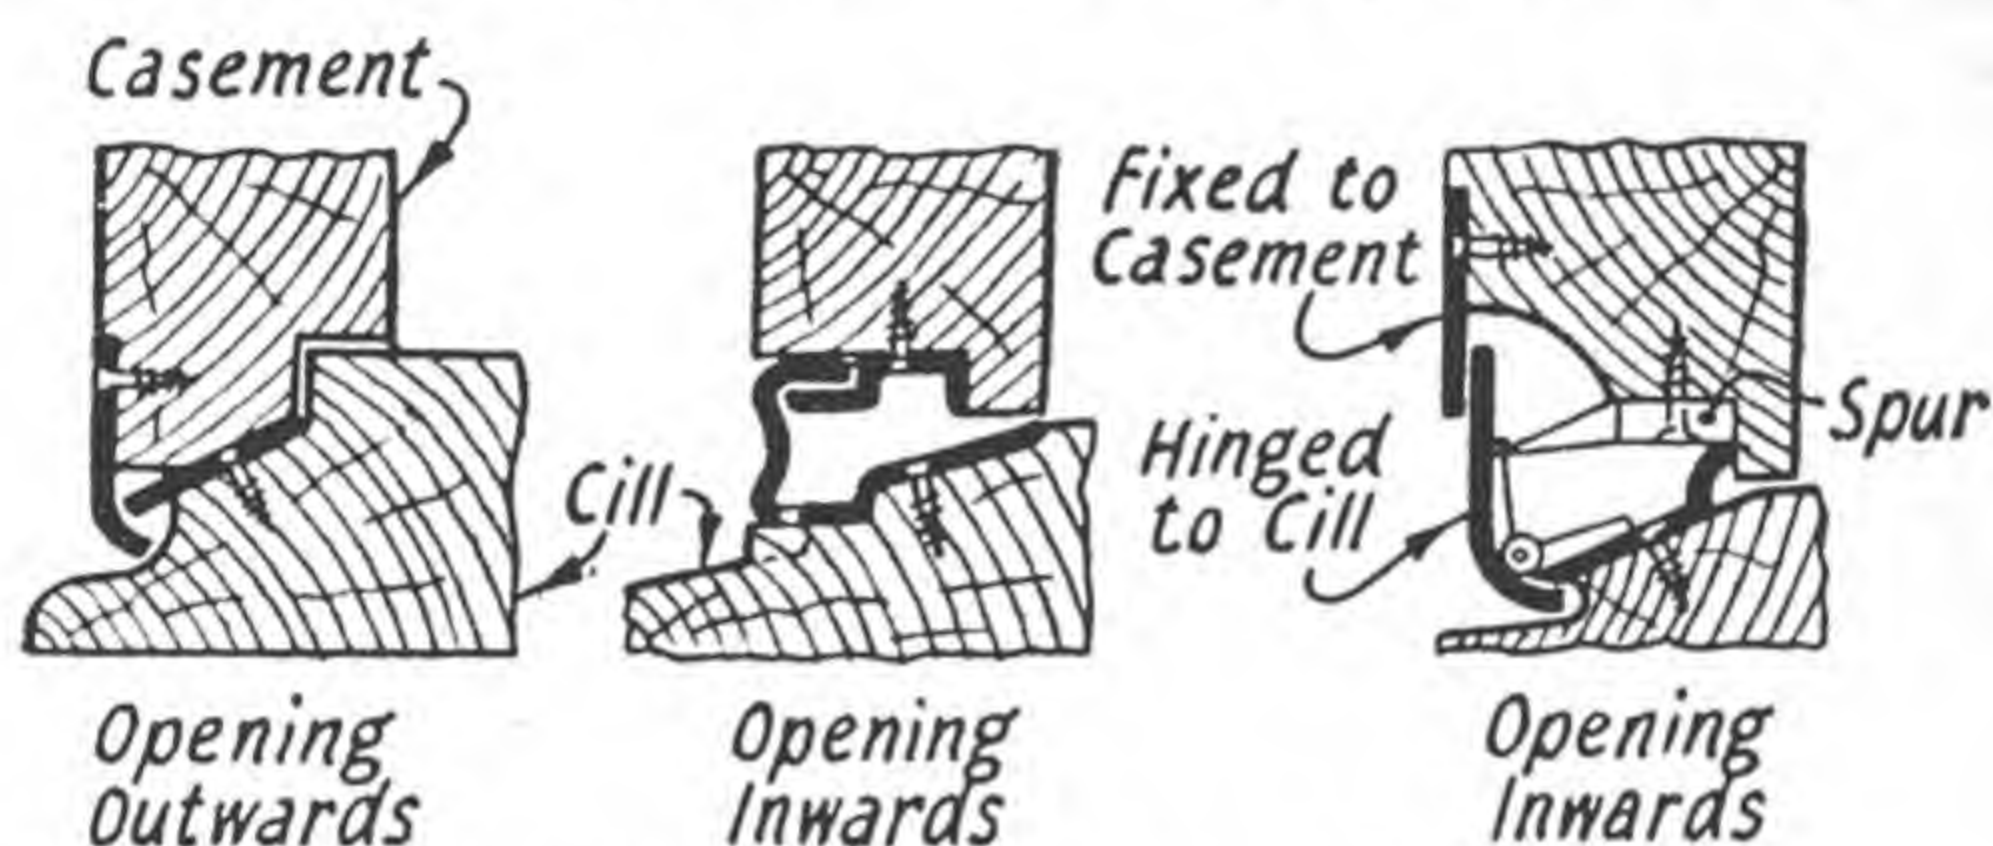 Casement
Cill
Fixed to
Casement
Hinged
to Cill
Spur
Opening
Outwards
Opening
Inwards
Opening
Inwards